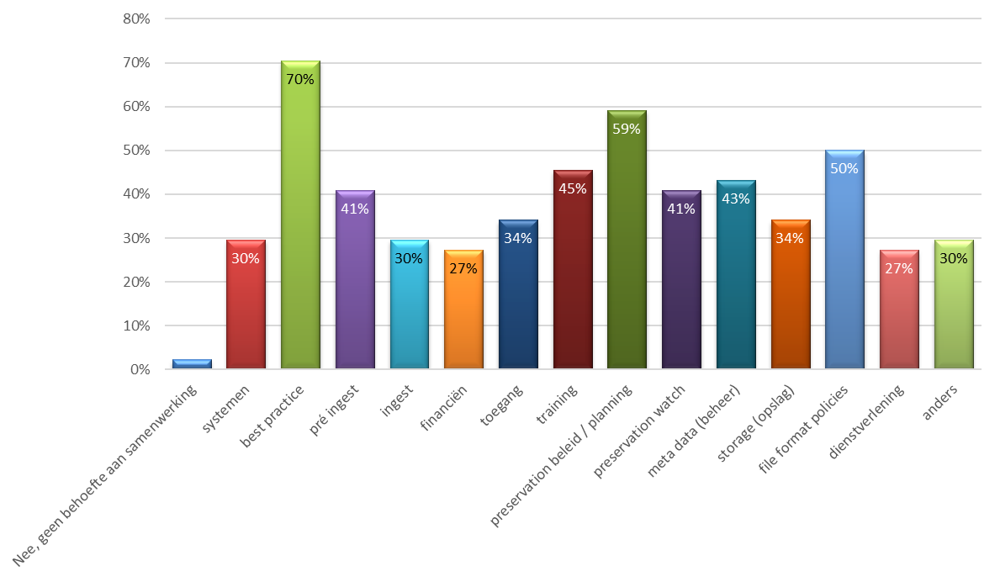 80%
70%
60%
50%
40%
30%
20%
10%
0%
30%
70%
41%
30%
27%
34%
45%
59%
41%
43%
34%
50%
27%
30%
Nee, geen behoefte aan samenwerking
systemen
best practice
pré ingest
ingest
financiën
toegang
training
preservation beleid / planning
preservation watch
meta data (beheer)
storage (opslag)
file format policies
dienstverlening
anders